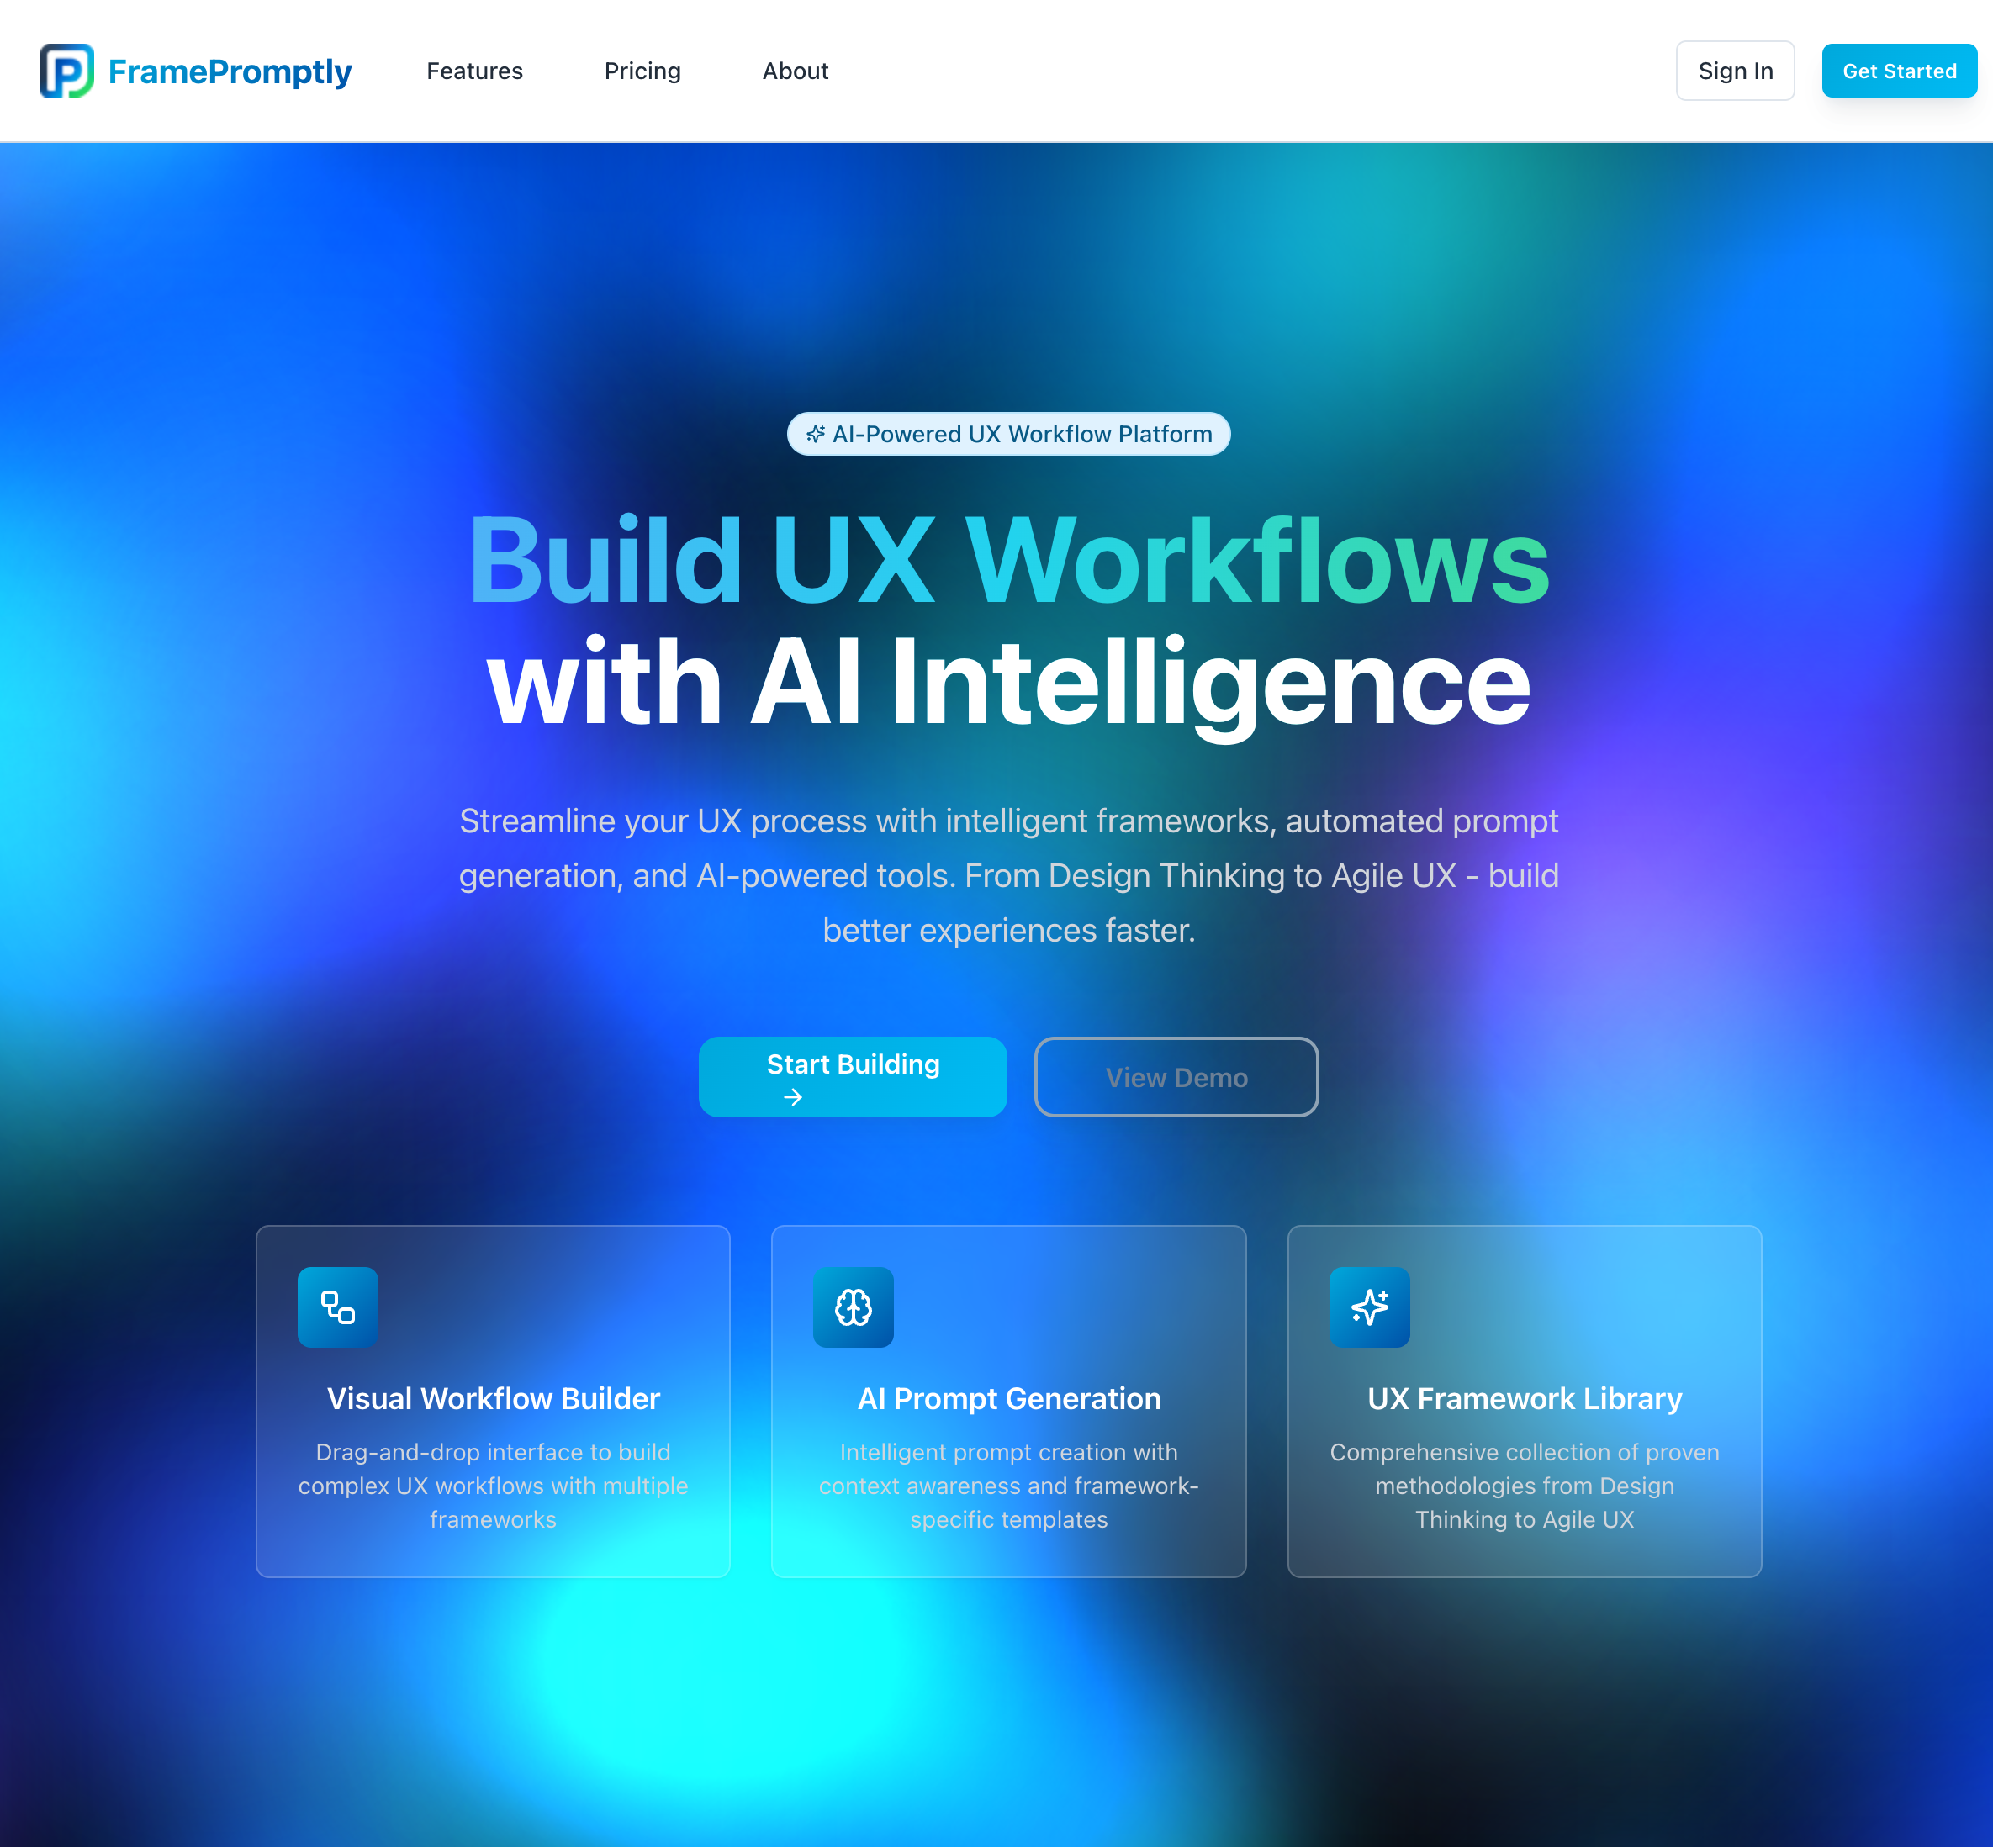 FramePromptly
Features
Pricing
About
Sign In
Get Started
AI-Powered UX Workflow Platform
Build UX Workflows
with AI Intelligence
Streamline your UX process with intelligent frameworks, automated prompt
generation, and AI-powered tools. From Design Thinking to Agile UX - build
better experiences faster.
Start Building
→
View Demo
Visual Workflow Builder
Drag-and-drop interface to build
complex UX workflows with multiple
frameworks
AI Prompt Generation
Intelligent prompt creation with
context awareness and framework-
specific templates
UX Framework Library
Comprehensive collection of proven
methodologies from Design
Thinking to Agile UX